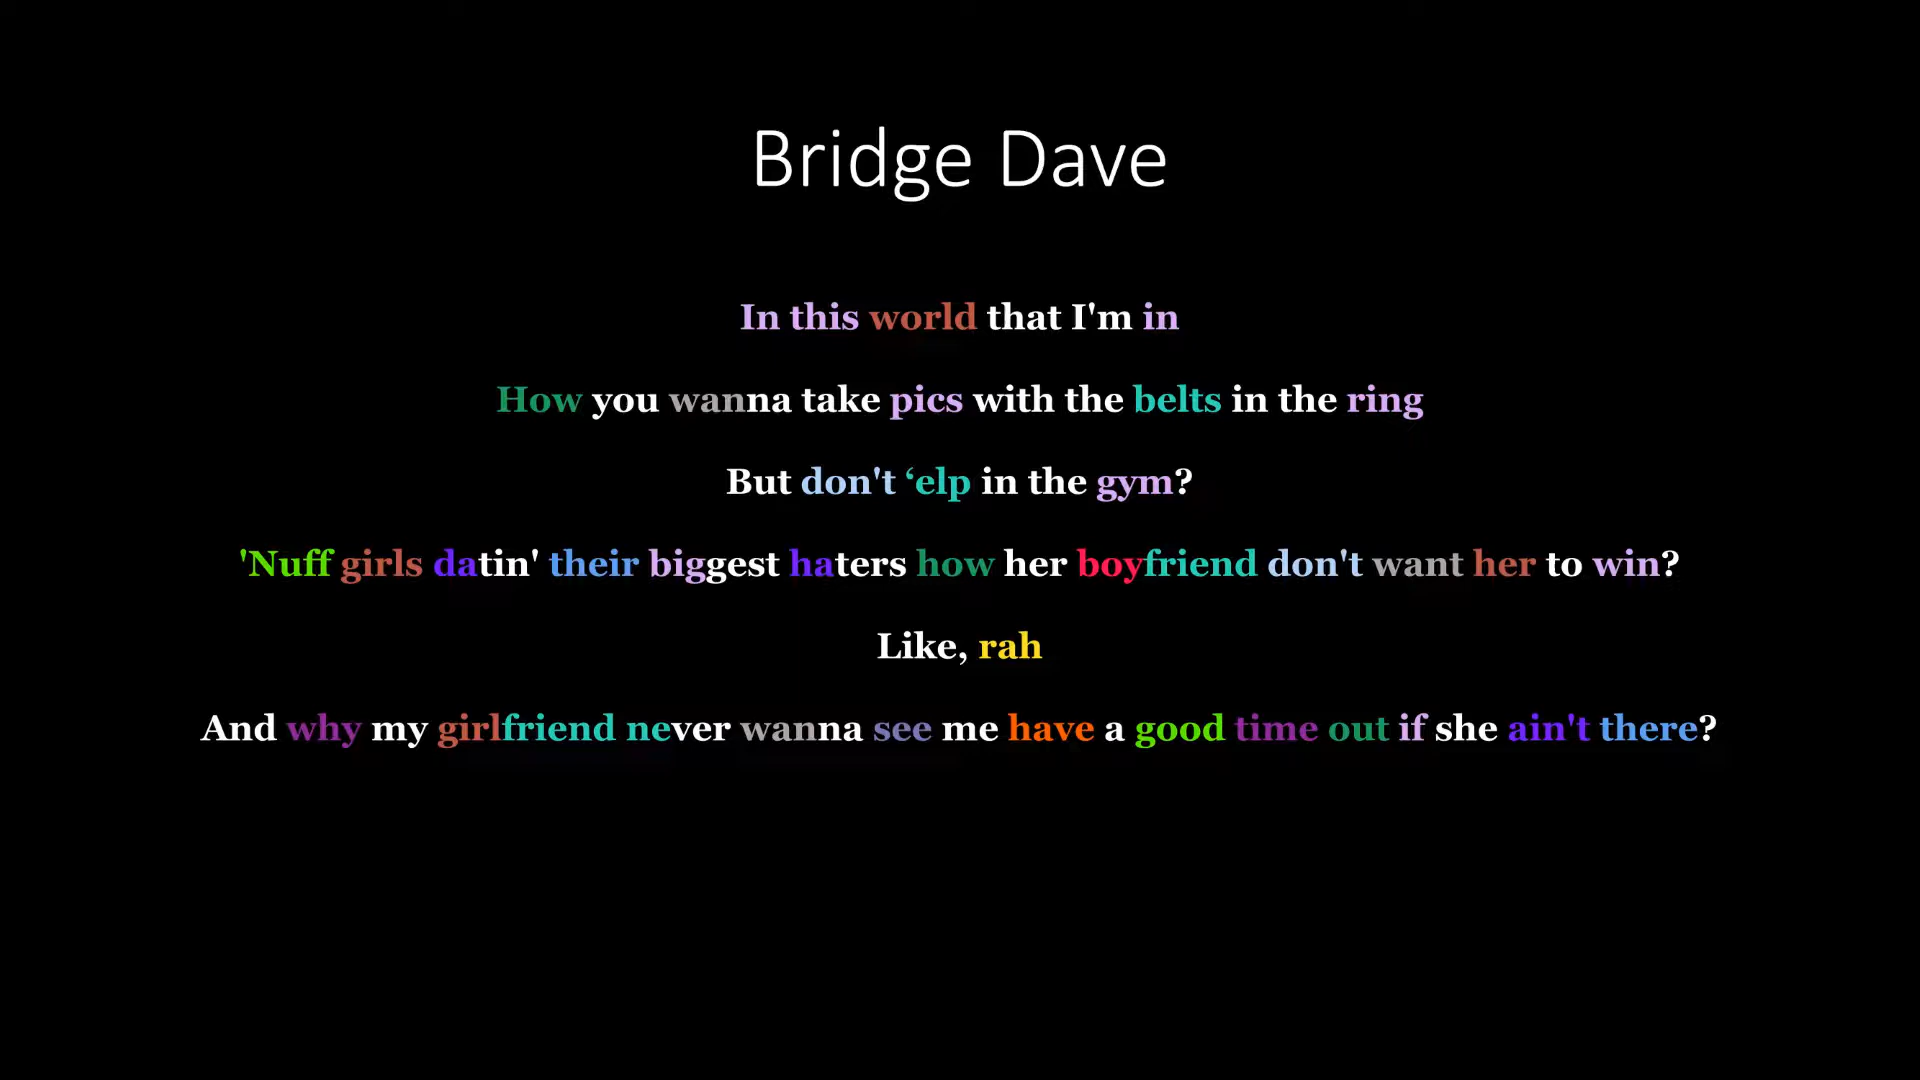 Bridge Dave
In this world that I'm in
How you wanna take pics with the belts in the ring
But don't ‘elp in the gym?
'Nuff girls datin' their biggest haters how her boyfriend don't want her to win?
Like, rah
And why my girlfriend never wanna see me have a good time out if she ain't there?